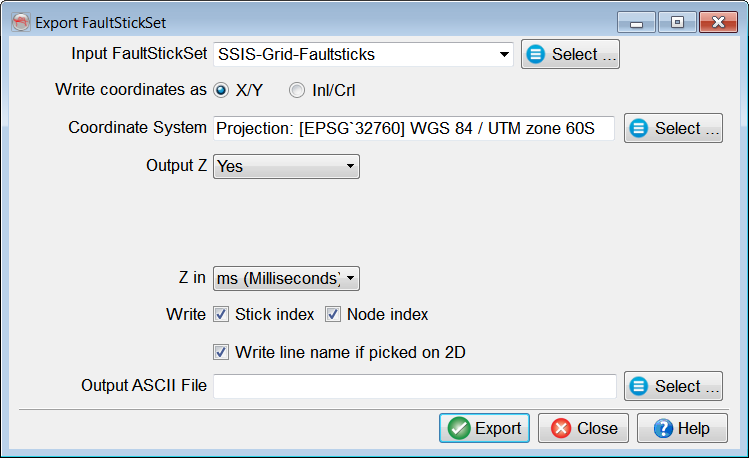 Export FaultStickSet
Input FaultStickSet SSIS-Grid-Faultsticks Select ...
Write coordinates as X/Y Inl/Crl
Coordinate System Projection: [EPSG`32760] WGS 84 / UTM zone 60S Select ...
Output Z Yes
Z in ms (Milliseconds)
Write Stick index Node index
Write line name if picked on 2D
Output ASCII File Select ...
Export Close Help